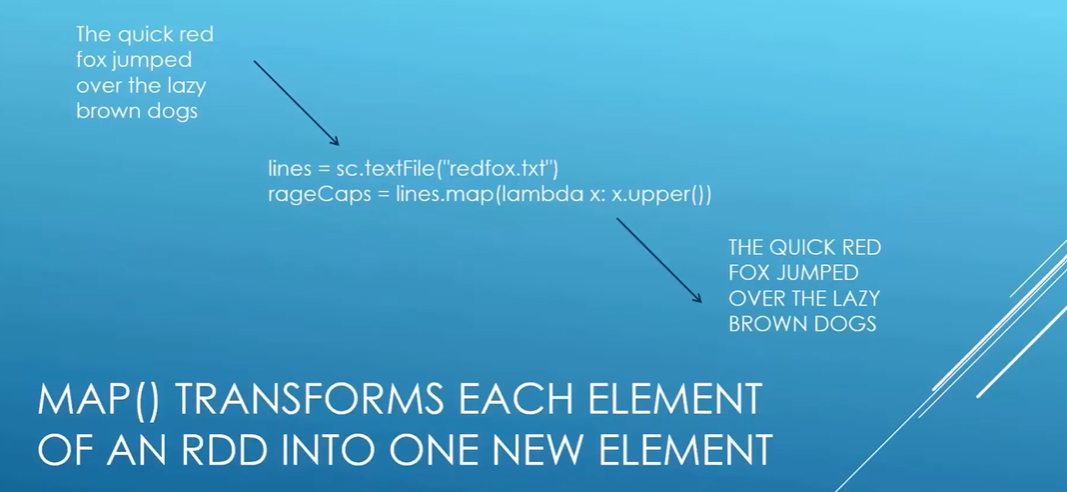 The quick red
fox jumped
over the lazy
brown dogs
lines = sc.textFile("redfox.txt")
rageCaps = lines.map(lambda x: x.upper())
THE QUICK RED
FOX JUMPED
OVER THE LAZY
BROWN DOGS
MAP() TRANSFORMS EACH ELEMENT
OF AN RDD INTO ONE NEW ELEMENT